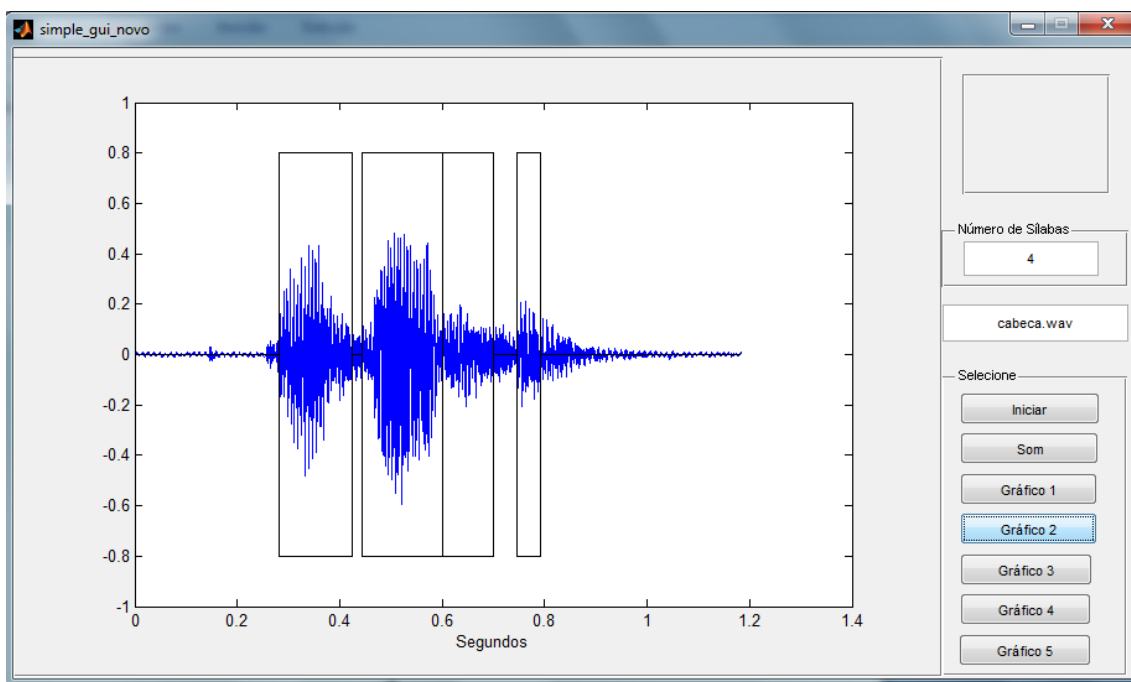 simple_gui_novo
1
0.8
0.6
0.4
0.2
0
-0.2
-0.4
-0.6
-0.8
-1
0 0.2 0.4 0.6 0.8 1 1.2 1.4
Segundos
Número de Sílabas
4
cabeca.wav
Selecione
Iniciar
Som
Gráfico 1
Gráfico 2
Gráfico 3
Gráfico 4
Gráfico 5